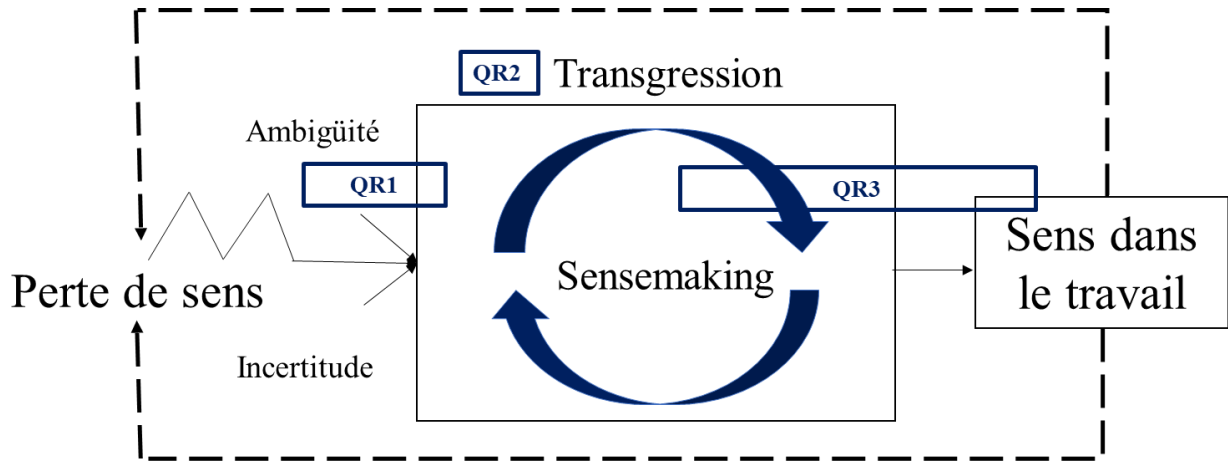 QR2
Transgression
Ambigüité
QR1
QR3
Perte de sens
Sensemaking
Sens dans
le travail
Incertitude